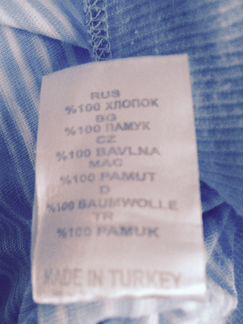 RUS
%100 ХЛОПОК
BG
%100 ПАМУК
CZ
%100 BAVLNA
MAC
%100 PAMUT
D
%100 BAUMWOLLE
TR
%100 PAMUK
MADE IN TURKEY